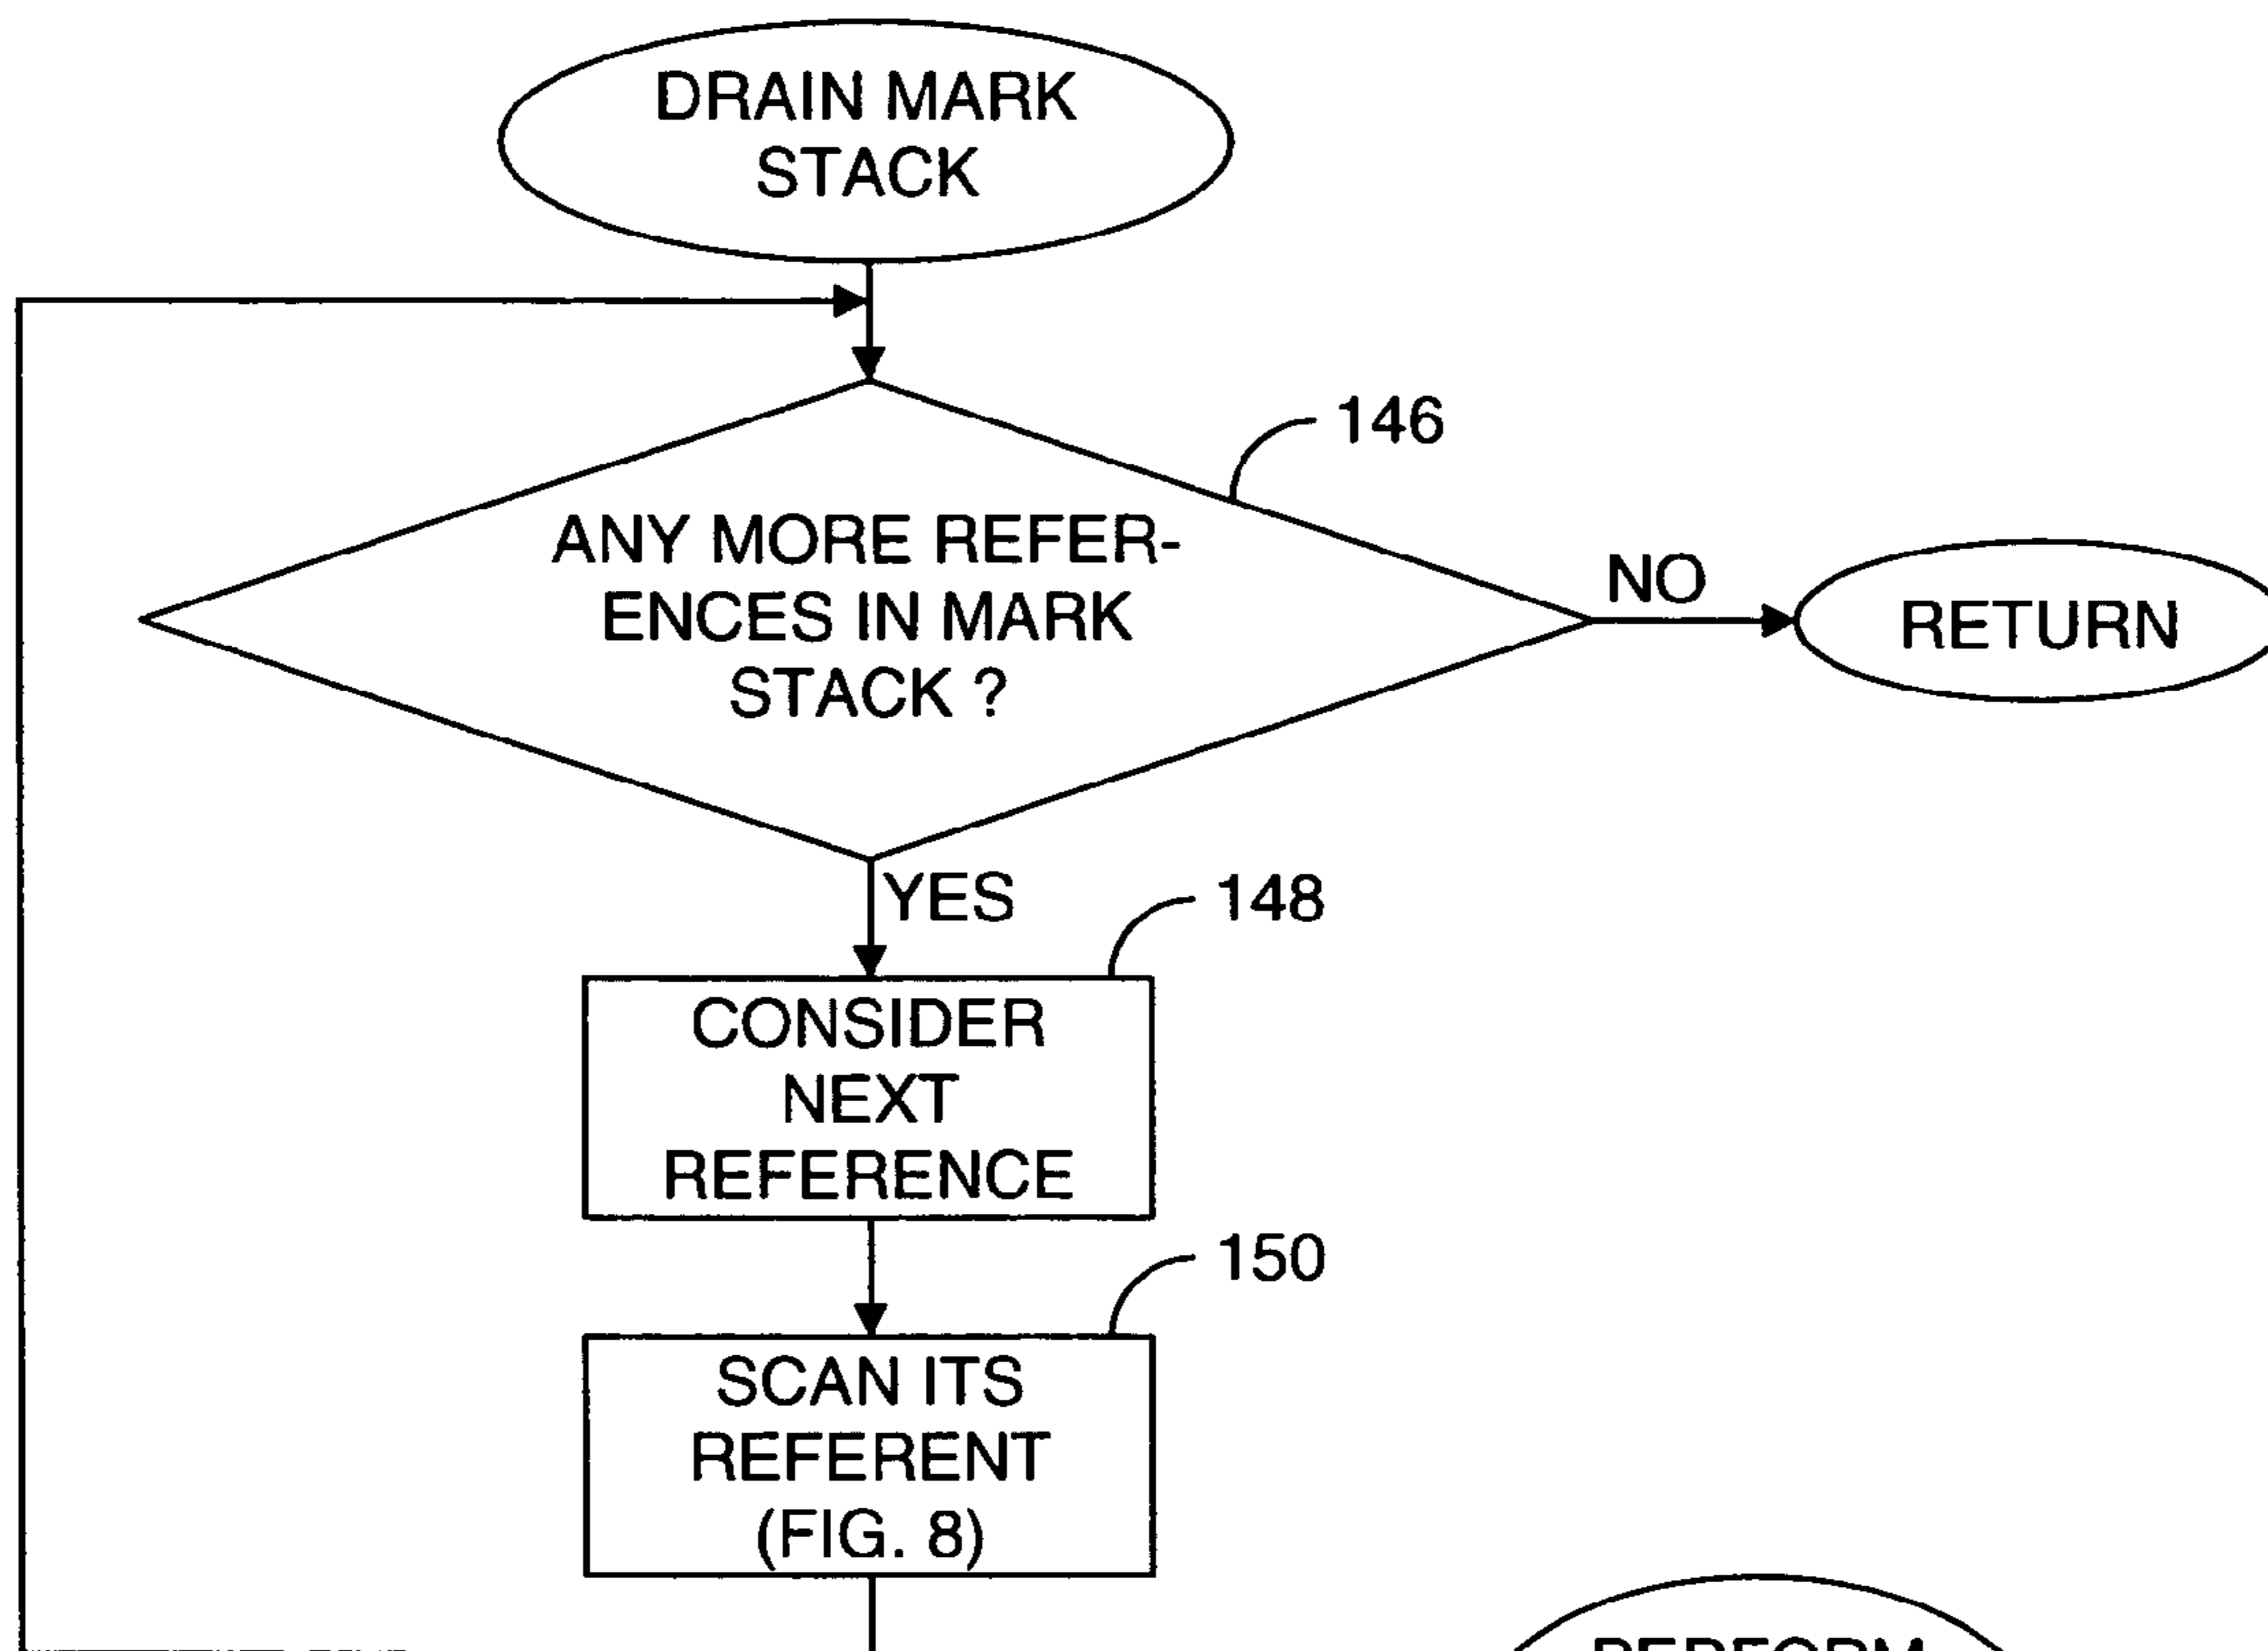 DRAIN MARK
STACK
146
ANY MORE REFER-
ENCES IN MARK
STACK ?
NO
RETURN
YES
148
CONSIDER
NEXT
REFERENCE
150
SCAN ITS
REFERENT
(FIG. 8)
PERFORM